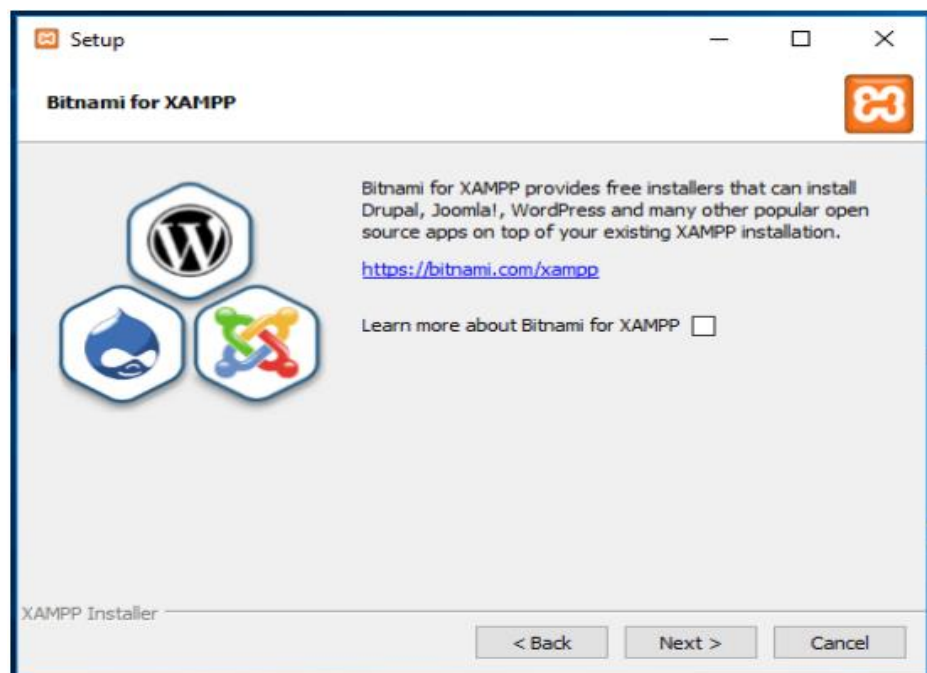 Setup
Bitnami for XAMPP
Bitnami for XAMPP provides free installers that can install
Drupal, Joomla!, WordPress and many other popular open
source apps on top of your existing XAMPP installation.
https://bitnami.com/xampp
Learn more about Bitnami for XAMPP
XAMPP Installer
< Back Next > Cancel